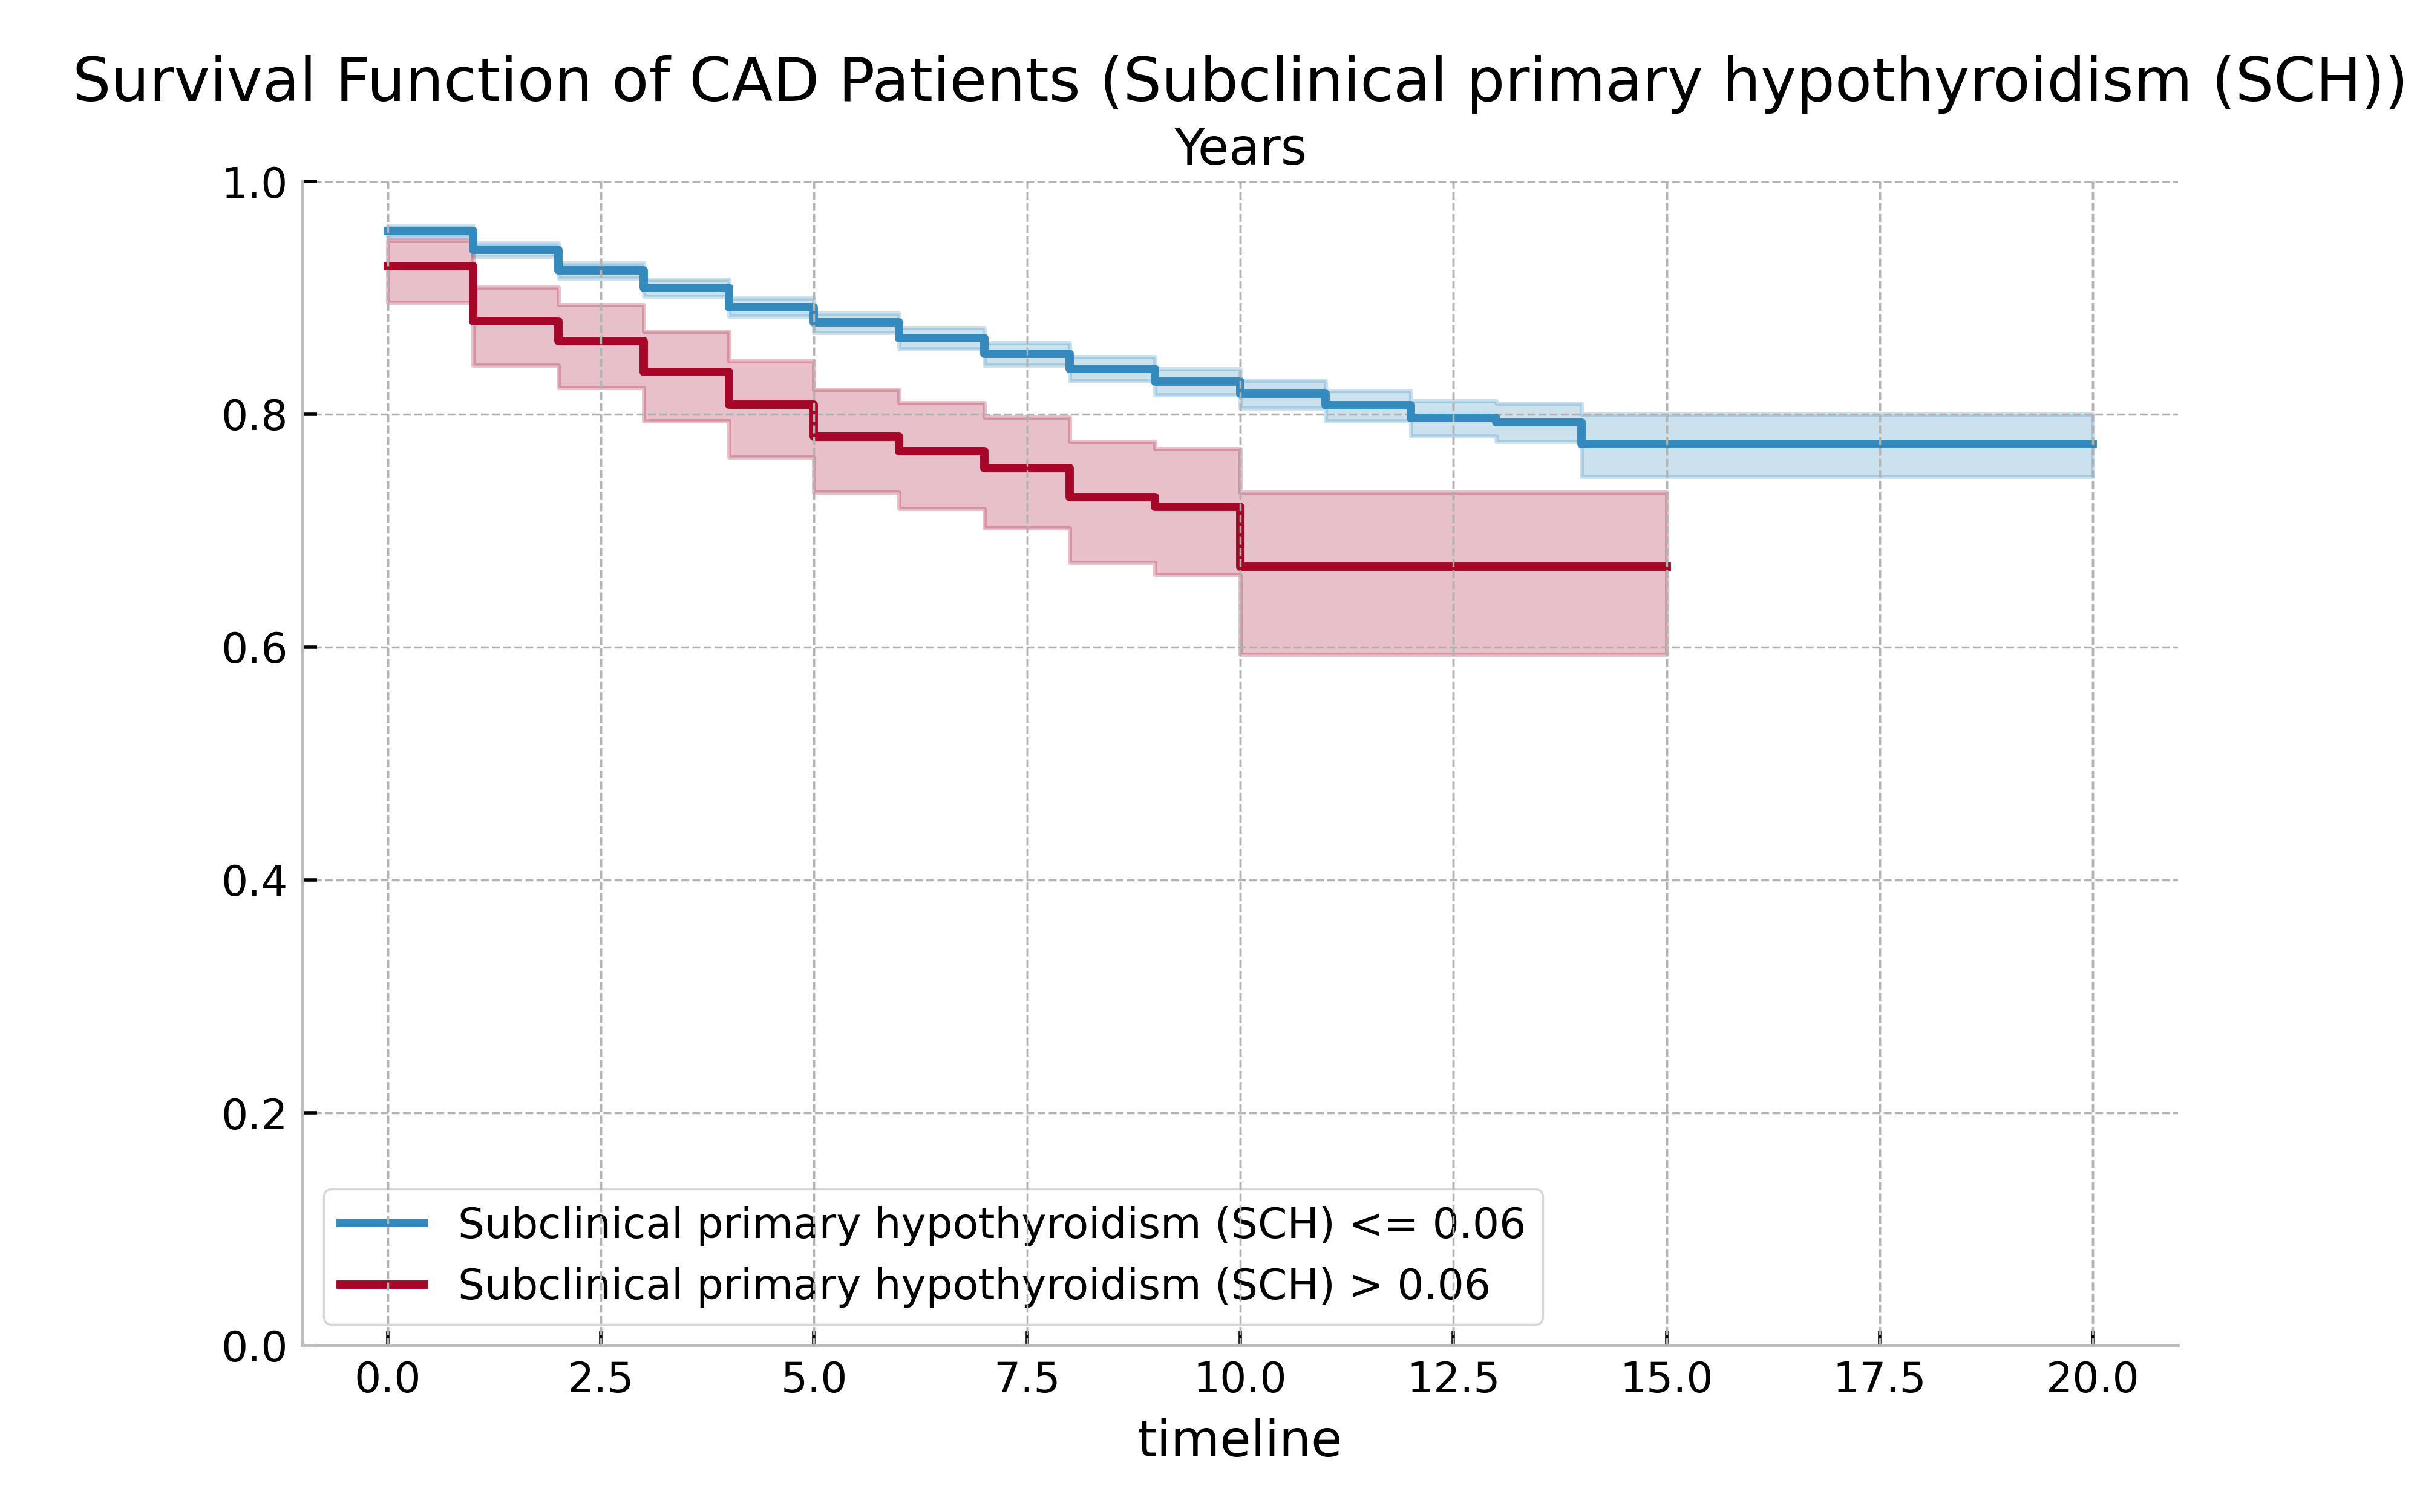 Survival Function of CAD Patients (Subclinical primary hypothyroidism (SCH))
Years
1.0
0.8
0.6
0.4
0.2
0.0
Subclinical primary hypothyroidism (SCH) <= 0.06
Subclinical primary hypothyroidism (SCH) > 0.06
0.0 2.5 5.0 7.5 10.0 12.5 15.0 17.5 20.0
timeline